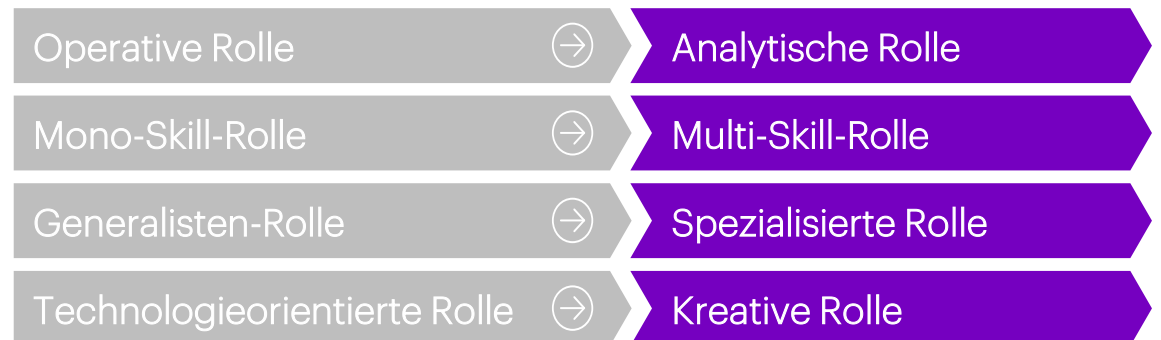 Operative Rolle Analytische Rolle
Mono-Skill-Rolle Multi-Skill-Rolle
Generalisten-Rolle Spezialisierte Rolle
Technologieorientierte Rolle Kreative Rolle